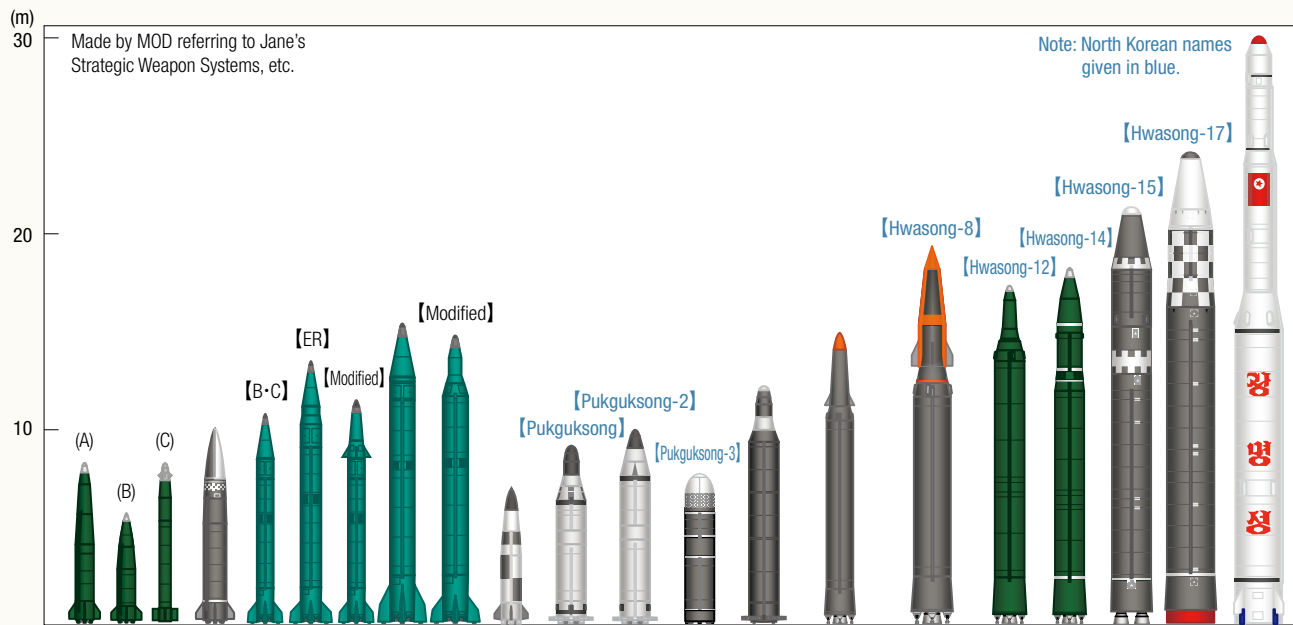 (m)
30
Made by MOD referring to Jane's
Strategic Weapon Systems, etc.
Note: North Korean names
given in blue.
【Hwasong-17】
【Hwasong-15】
20
【Hwasong-8】
【Hwasong-14】
【Hwasong-12】
【Modified】
【ER】
【Modified】
【B･C】
【Pukguksong-2】
10
(A)
(B)
(C)
【Pukguksong】
【Pukguksong-3】
광
명
성